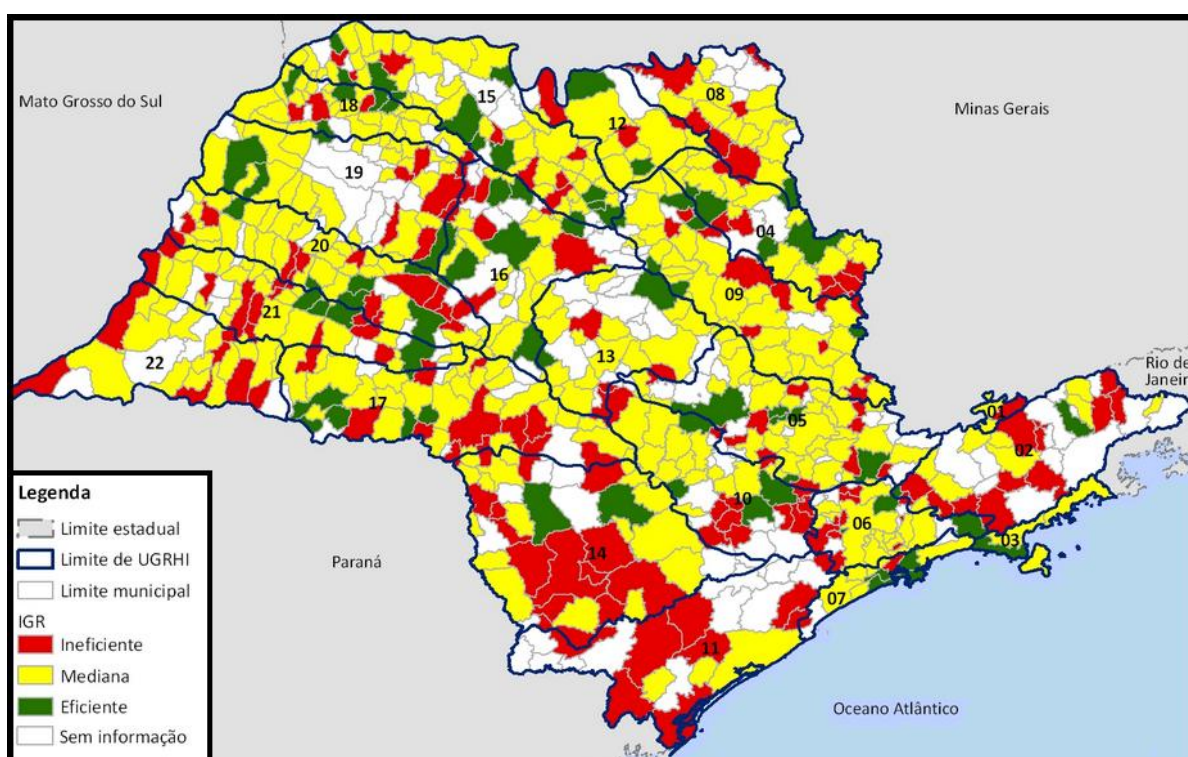 Mato Grosso do Sul
Minas Gerais
Rio de
Janeir
Paraná
Oceano Atlântico
15
08
18
12
19
04
20
16
09
21
13
22
17
05
01
02
10
06
03
14
07
11
Legenda
Limite estadual
Limite de UGRHI
Limite municipal
IGR
Ineficiente
Mediana
Eficiente
Sem informação